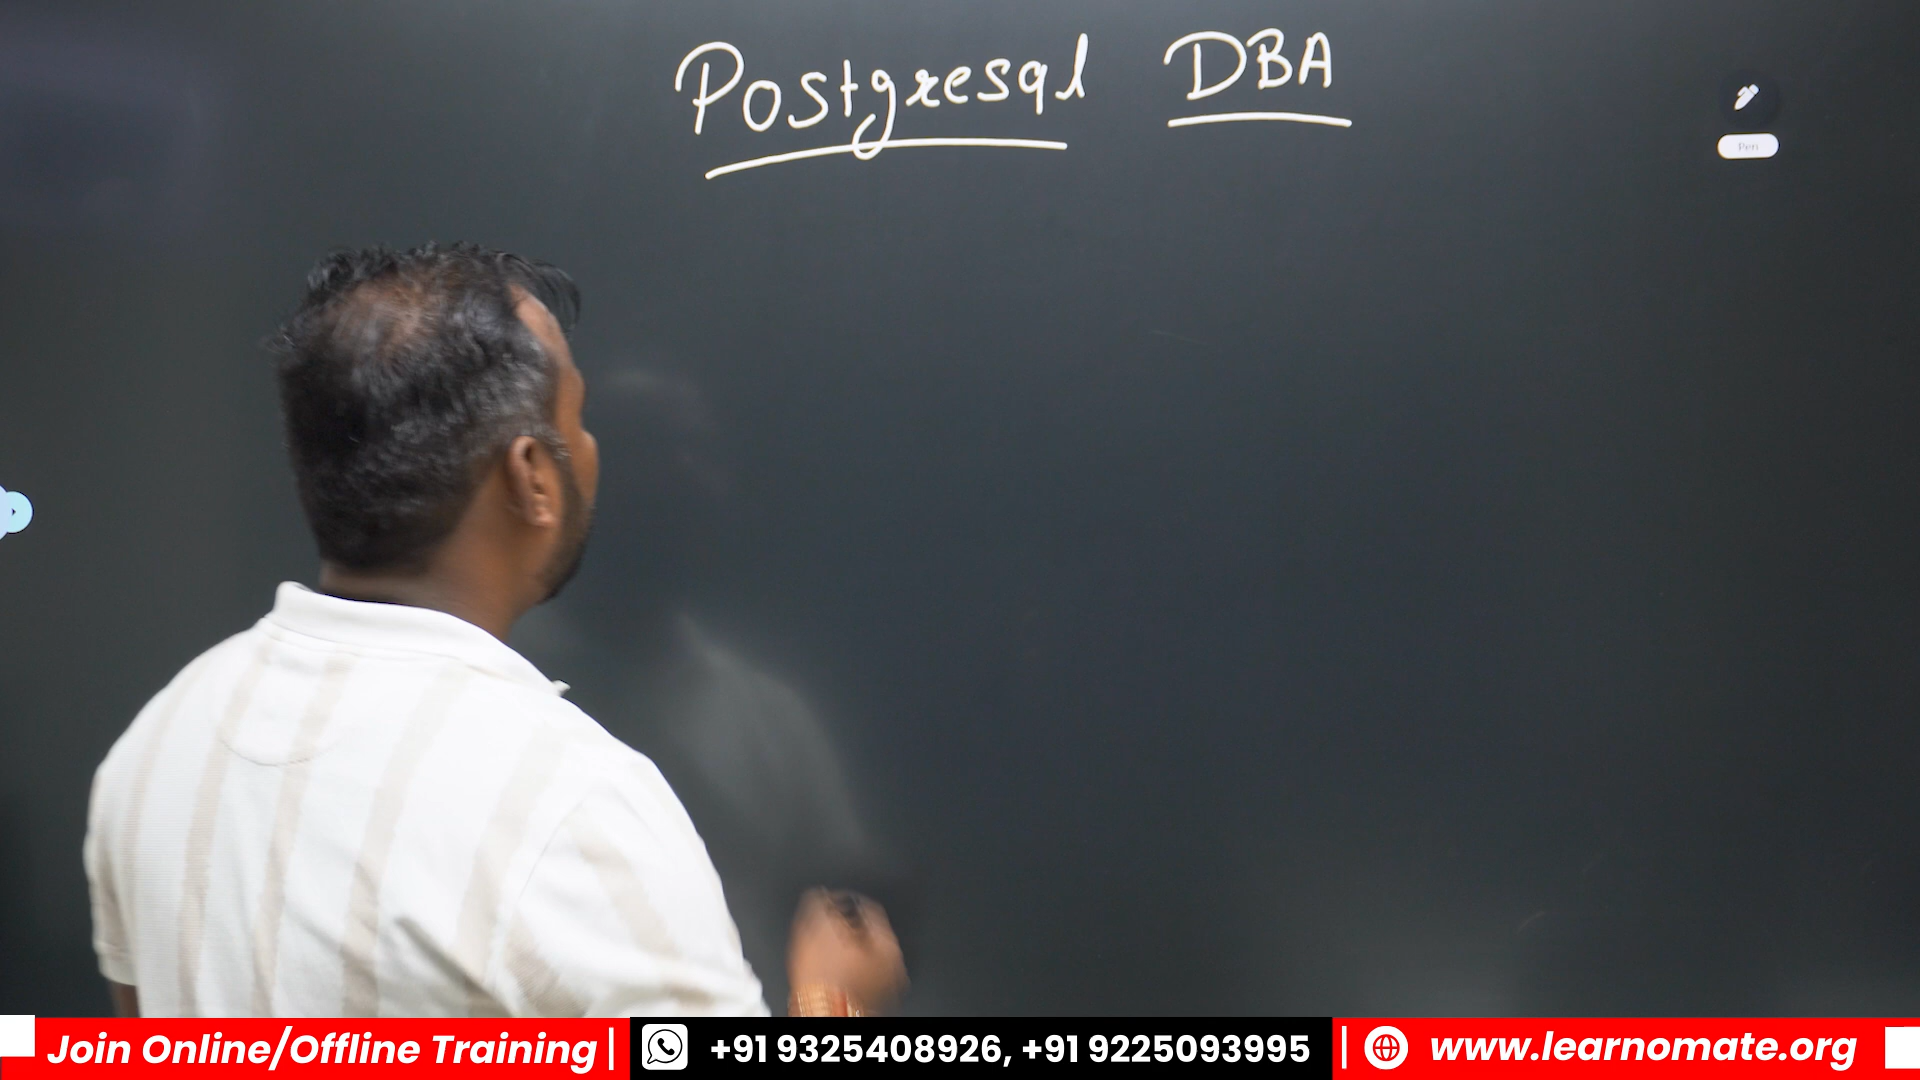 Postgresql DBA
Pen
Join Online/Offline Training | +91 9325408926, +91 9225093995 | www.learnomate.org